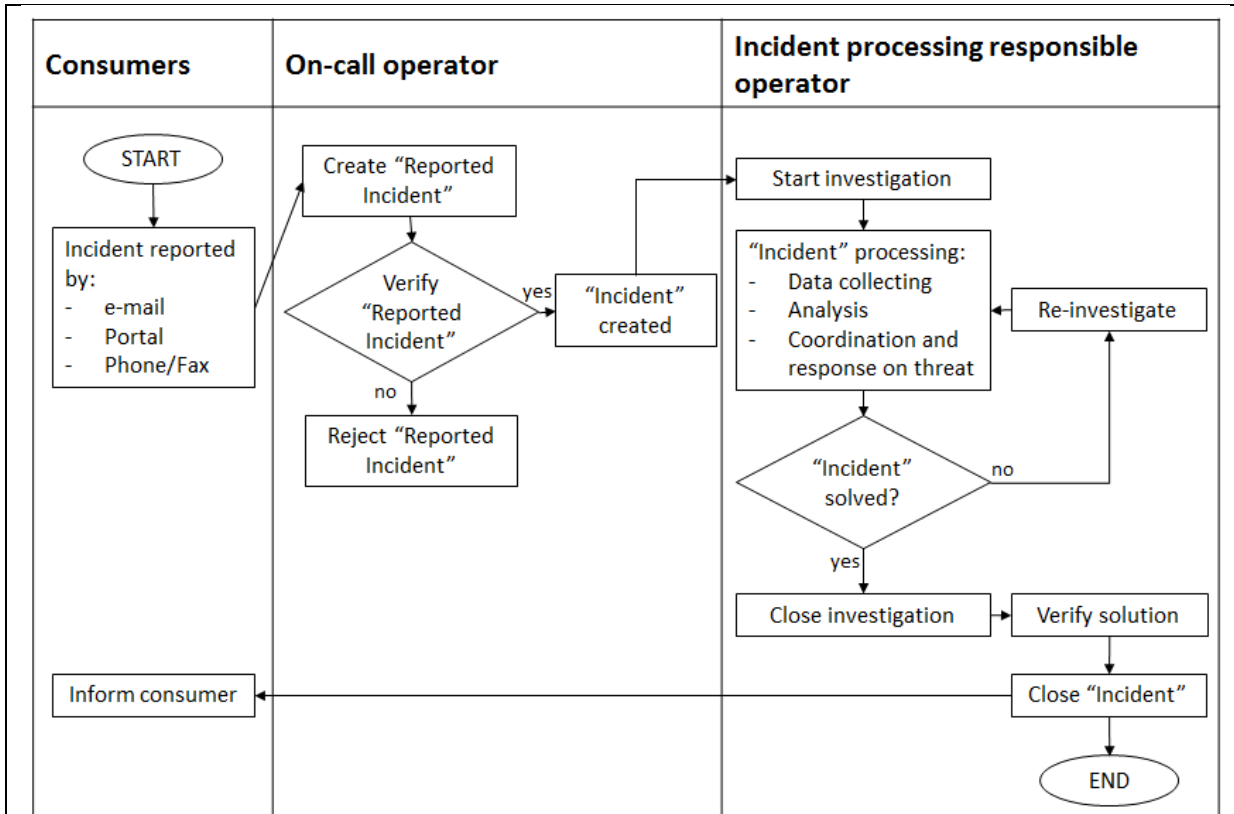 Consumers
On-call operator
Incident processing responsible
operator
START
Incident reported
by:
- e-mail
- Portal
- Phone/Fax
Create “Reported
Incident”
Verify
“Reported
Incident”
yes
“Incident”
created
no
Reject “Reported
Incident”
Start investigation
“Incident” processing:
- Data collecting
- Analysis
- Coordination and
response on threat
Re-investigate
“Incident”
solved?
no
yes
Close investigation
Verify solution
Inform consumer
Close “Incident”
END